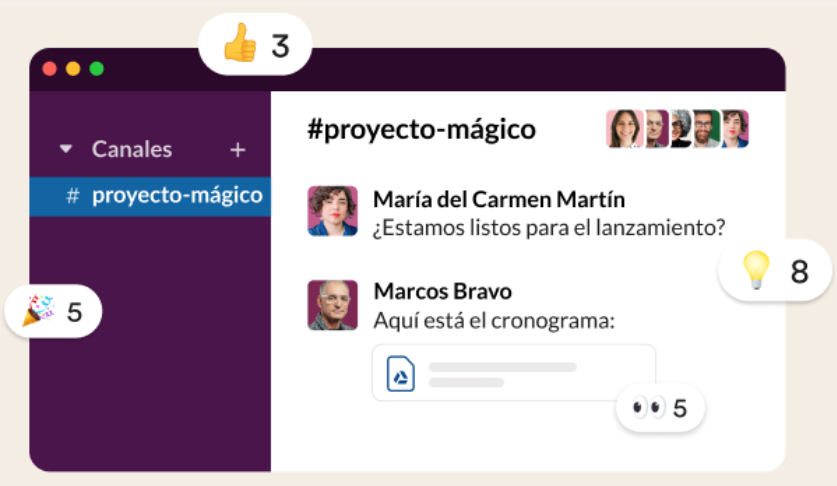 👍 3
Canales +
# proyecto-mágico
#proyecto-mágico
María del Carmen Martín
¿Estamos listos para el lanzamiento?
💡 8
Marcos Bravo
Aquí está el cronograma:
🎉 5
👀 5